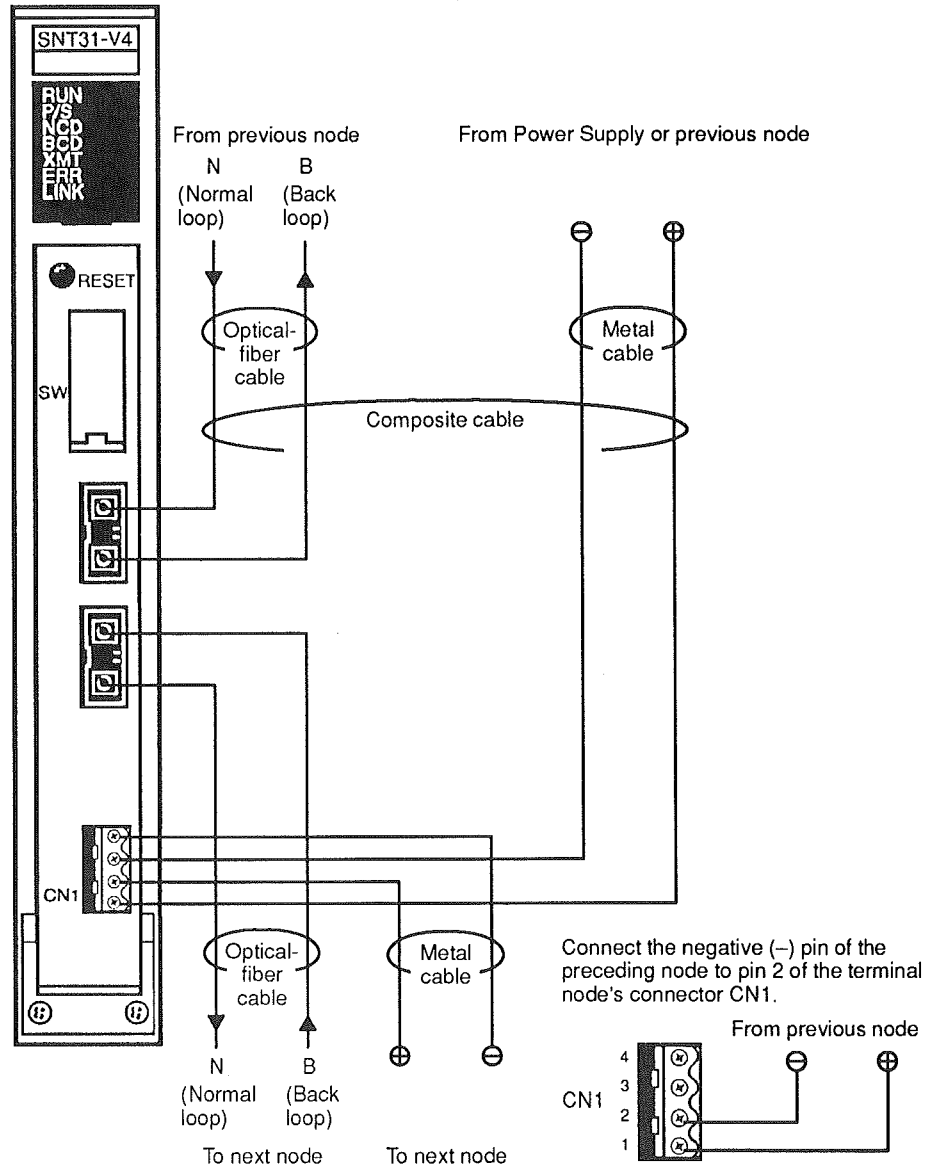 SNT31-V4
RUN
P/S
NCD
BCD
XMT
ERR
LINK
RESET
SW
CN1
From previous node
N
(Normal
loop)
B
(Back
loop)
From Power Supply or previous node
⊖ ⊕
Optical-
fiber
cable
Metal
cable
Composite cable
Optical-
fiber
cable
Metal
cable
N
(Normal
loop)
B
(Back
loop)
⊕ ⊖
To next node
To next node
Connect the negative (–) pin of the
preceding node to pin 2 of the terminal
node's connector CN1.
From previous node
⊖ ⊕
CN1
4
3
2
1